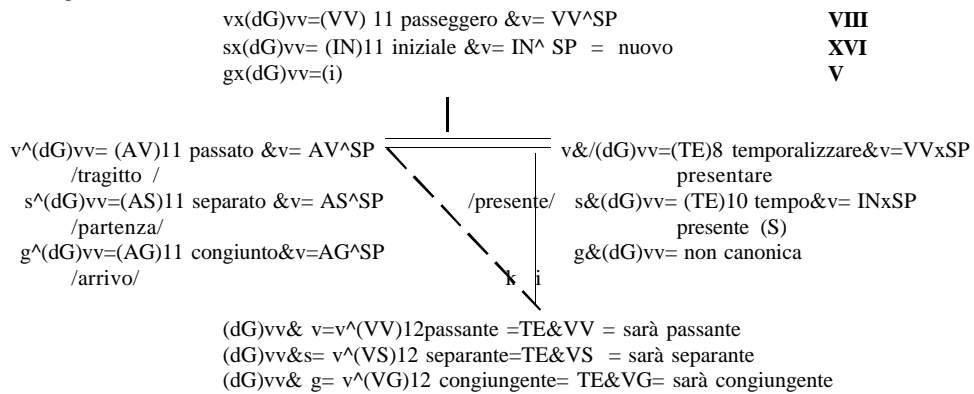 vx(dG)vv=(VV) 11 passeggero &v= VV^SP VIII
sx(dG)vv= (IN)11 iniziale &v= IN^ SP = nuovo XVI
gx(dG)vv=(i) V
v^(dG)vv= (AV)11 passato &v= AV^SP v&/(dG)vv=(TE)8 temporalizzare&v=VVxSP
/tragitto / presentare
s^(dG)vv=(AS)11 separato &v= AS^SP /presente/ s&(dG)vv= (TE)10 tempo&v= INxSP
/partenza/ presente (S)
g^(dG)vv=(AG)11 congiunto&v=AG^SP g&(dG)vv= non canonica
/arrivo/ k i
(dG)vv& v=v^(VV)12passante =TE&VV = sarà passante
(dG)vv&s= v^(VS)12 separante=TE&VS = sarà separante
(dG)vv& g= v^(VG)12 congiungente= TE&VG= sarà congiungente